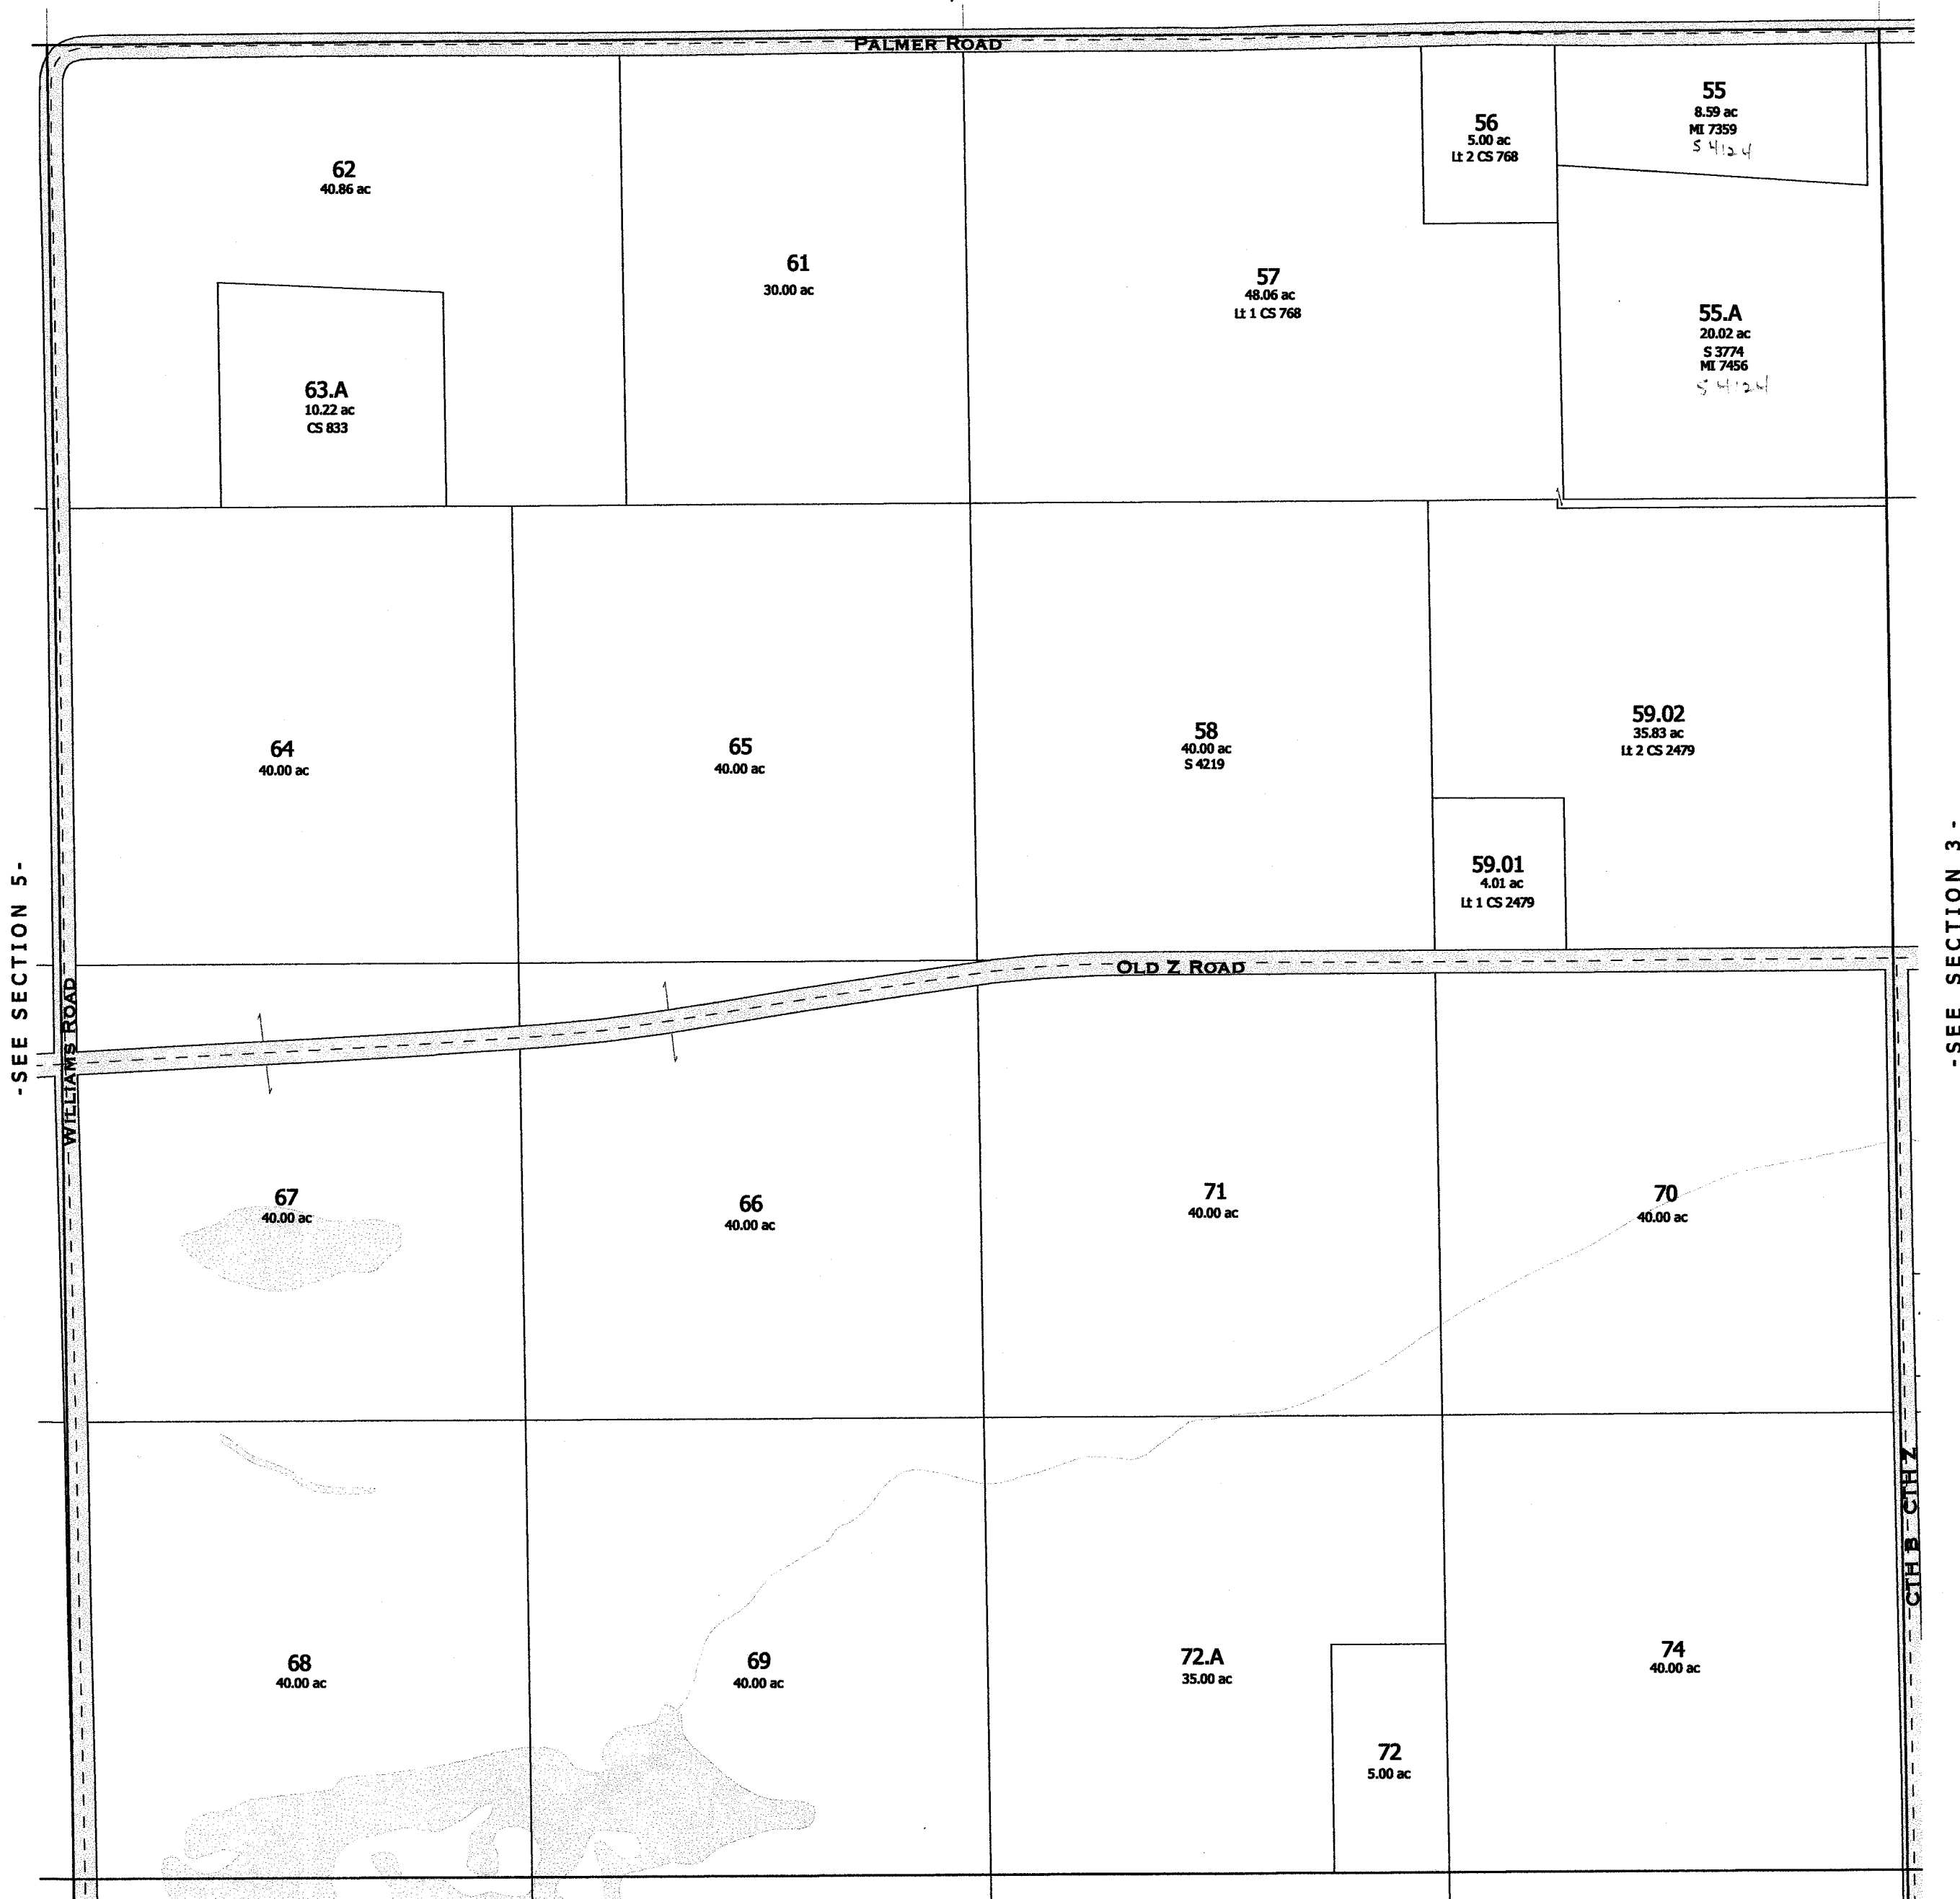 PALMER ROAD
55
8.59 ac
MI 7359
S 4124
56
5.00 ac
Lt 2 CS 768
62
40.86 ac
61
30.00 ac
57
48.06 ac
Lt 1 CS 768
55.A
20.02 ac
S 3774
MI 7456
S 4124
63.A
10.22 ac
CS 833
64
40.00 ac
65
40.00 ac
58
40.00 ac
S 4219
59.02
35.83 ac
Lt 2 CS 2479
59.01
4.01 ac
Lt 1 CS 2479
-SEE SECTION 5-
-SEE SECTION 3 -
OLD Z ROAD
WILLIAMS ROAD
67
40.00 ac
66
40.00 ac
71
40.00 ac
70
40.00 ac
CTH B CTH Z
68
40.00 ac
69
40.00 ac
72.A
35.00 ac
74
40.00 ac
72
5.00 ac